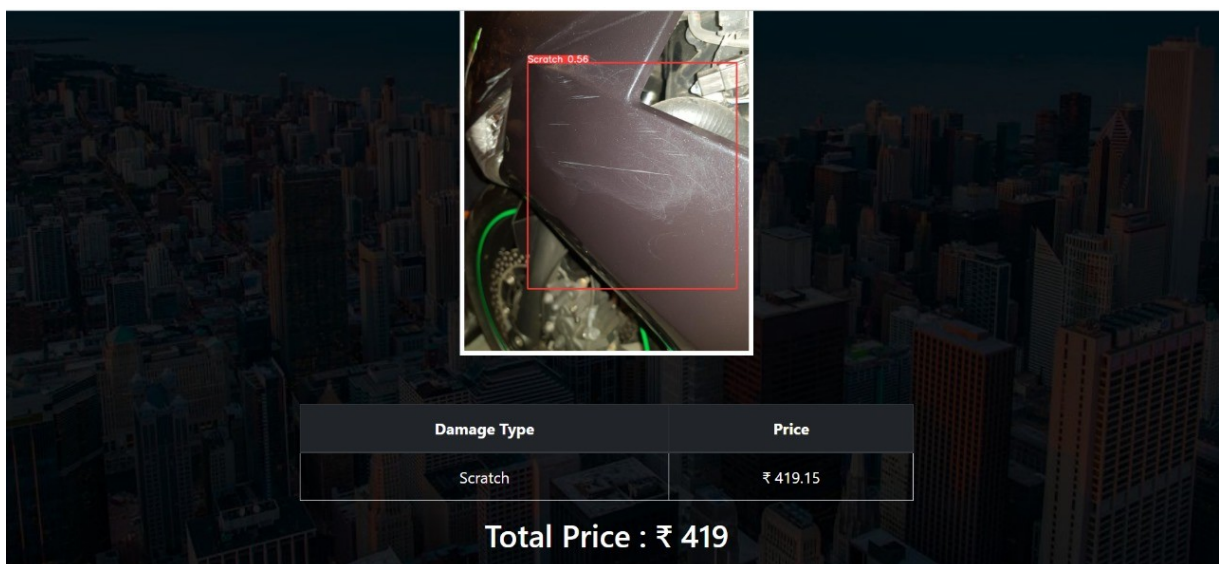 Scratch 0.56
Damage Type Price
Scratch ₹ 419.15
Total Price : ₹ 419